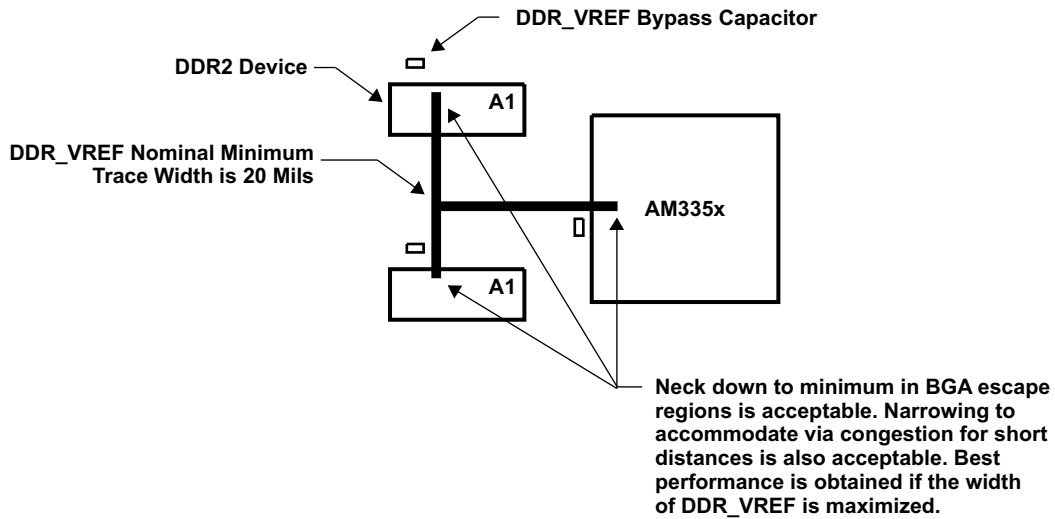 DDR_VREF Bypass Capacitor
DDR2 Device
A1
DDR_VREF Nominal Minimum
Trace Width is 20 Mils
AM335x
A1
Neck down to minimum in BGA escape
regions is acceptable. Narrowing to
accommodate via congestion for short
distances is also acceptable. Best
performance is obtained if the width
of DDR_VREF is maximized.